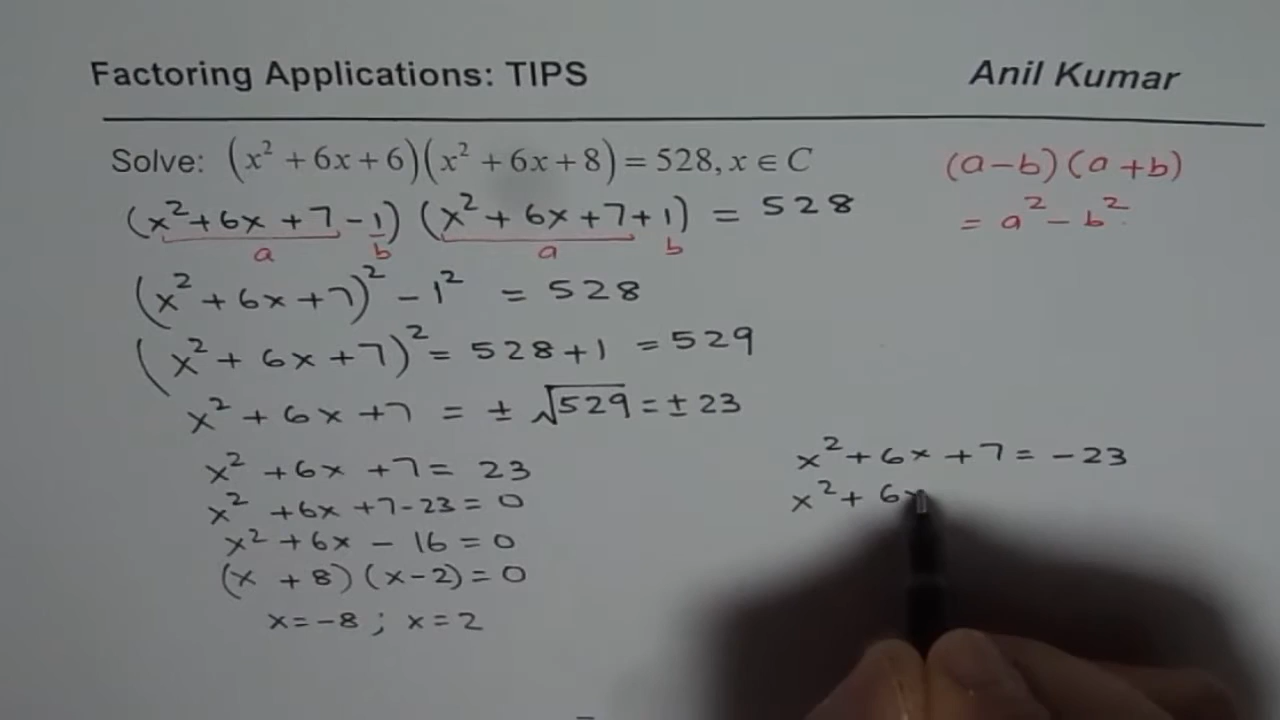 Factoring Applications: TIPS
Anil Kumar
Solve: (x² + 6x + 6)(x² + 6x + 8) = 528, x ∈ C
(x² + 6x + 7 - 1) (x² + 6x + 7 + 1) = 528
a b a b
(a - b) (a + b)
= a² - b²
(x² + 6x + 7)² - 1² = 528
(x² + 6x + 7)² = 528 + 1 = 529
x² + 6x + 7 = ± √529 = ± 23
x² + 6x + 7 = 23
x² + 6x + 7 - 23 = 0
x² + 6x - 16 = 0
(x + 8) (x - 2) = 0
x = -8 ; x = 2
x² + 6x + 7 = - 23
x² + 6x